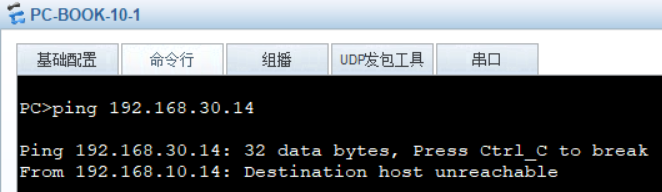 PC-BOOK-10-1
基础配置 命令行 组播 UDP发包工具 串口
PC>ping 192.168.30.14
Ping 192.168.30.14: 32 data bytes, Press Ctrl_C to break
From 192.168.10.14: Destination host unreachable